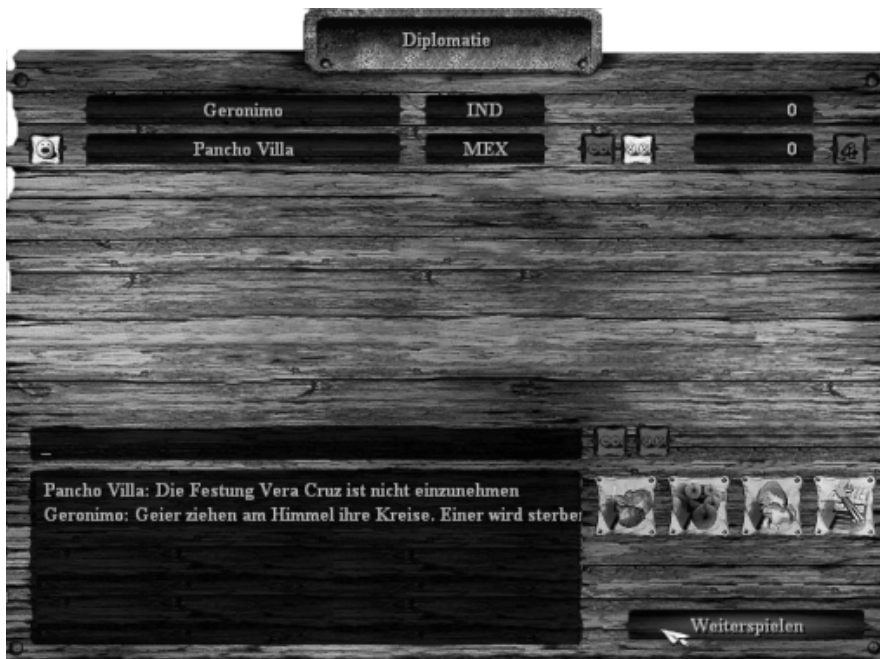 Diplomatie
Geronimo IND 0
Pancho Villa MEX 0
Pancho Villa: Die Festung Vera Cruz ist nicht einzunehmen
Geronimo: Geier ziehen am Himmel ihre Kreise. Einer wird sterbe
Weiterspielen